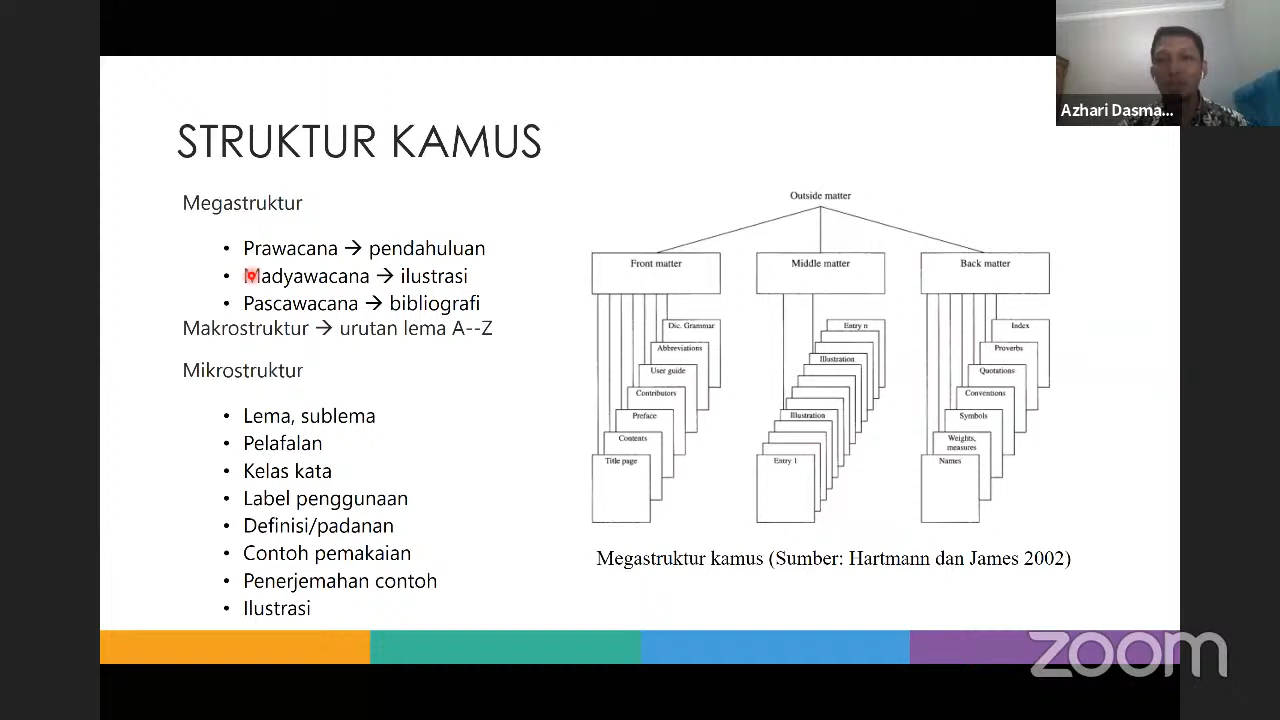 Azhari Dasma...
STRUKTUR KAMUS
Megastruktur
• Prawacana → pendahuluan
• Madyawacana → ilustrasi
• Pascawacana → bibliografi
Makrostruktur → urutan lema A--Z
Mikrostruktur
• Lema, sublema
• Pelafalan
• Kelas kata
• Label penggunaan
• Definisi/padanan
• Contoh pemakaian
• Penerjemahan contoh
• Ilustrasi
Outside matter
Front matter
Dic. Grammar
Abbreviations
User guide
Contributors
Preface
Contents
Title page
Middle matter
Entry n
Illustration
Illustration
Entry 1
Back matter
Index
Proverbs
Quotations
Conventions
Symbols
Weights,
measures
Names
Megastruktur kamus (Sumber: Hartmann dan James 2002)
zoom